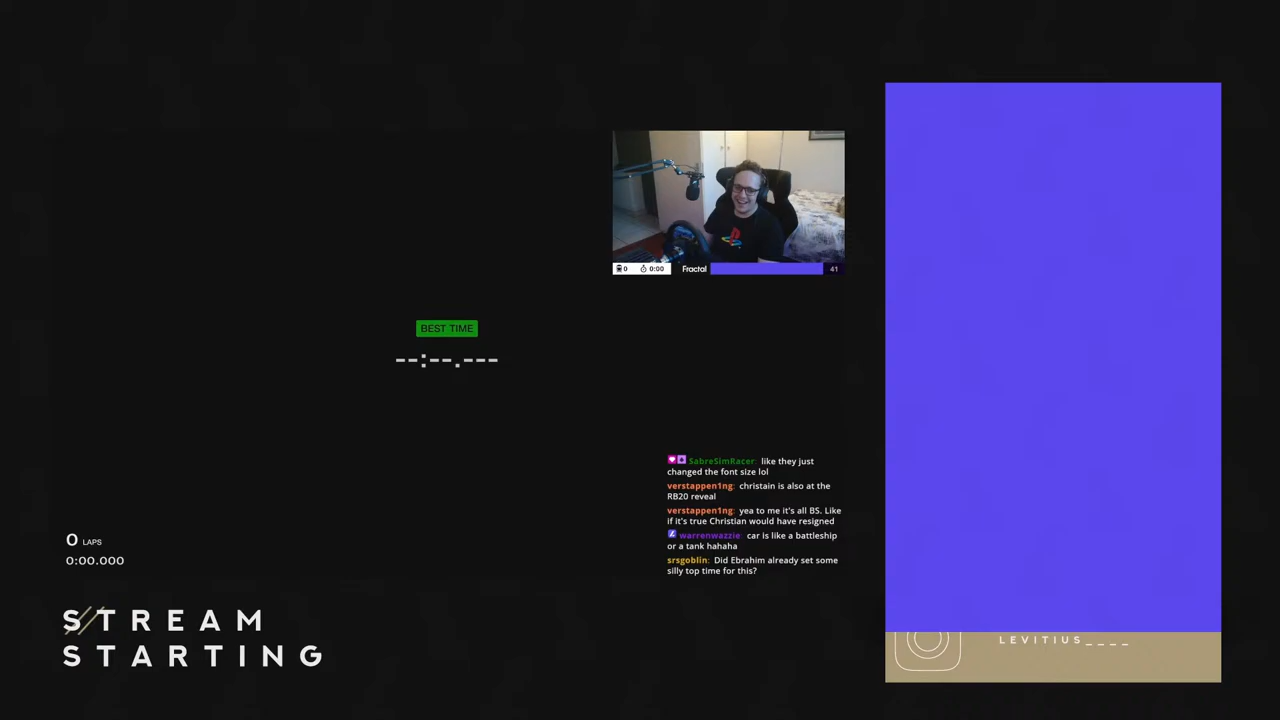 0 0:00 Fractal 41
BEST TIME
--:--.---
SabreSimRacer: like they just
changed the font size lol
verstappen1ng: christain is also at the
RB20 reveal
verstappen1ng: yea to me it's all BS. Like
if it's true Christian would have resigned
warrenwazzie: car is like a battleship
or a tank hahaha
srsgoblin: Did Ebrahim already set some
silly top time for this?
0 LAPS
0:00.000
STREAM
STARTING
LEVITIUS____